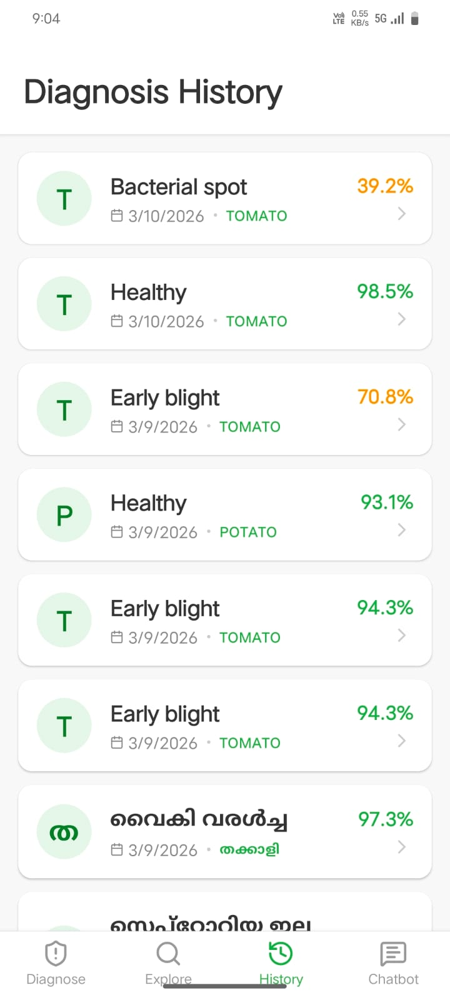 9:04
Vo) LTE 0.55 KB/s 5G
Diagnosis History
T
Bacterial spot
39.2%
3/10/2026 • TOMATO
T
Healthy
98.5%
3/10/2026 • TOMATO
T
Early blight
70.8%
3/9/2026 • TOMATO
P
Healthy
93.1%
3/9/2026 • POTATO
T
Early blight
94.3%
3/9/2026 • TOMATO
T
Early blight
94.3%
3/9/2026 • TOMATO
ത
വൈകി വരൾച്ച
97.3%
3/9/2026 • തക്കാളി
സെപ്റ്റോറിയ ഇല
Diagnose
Explore
History
Chatbot